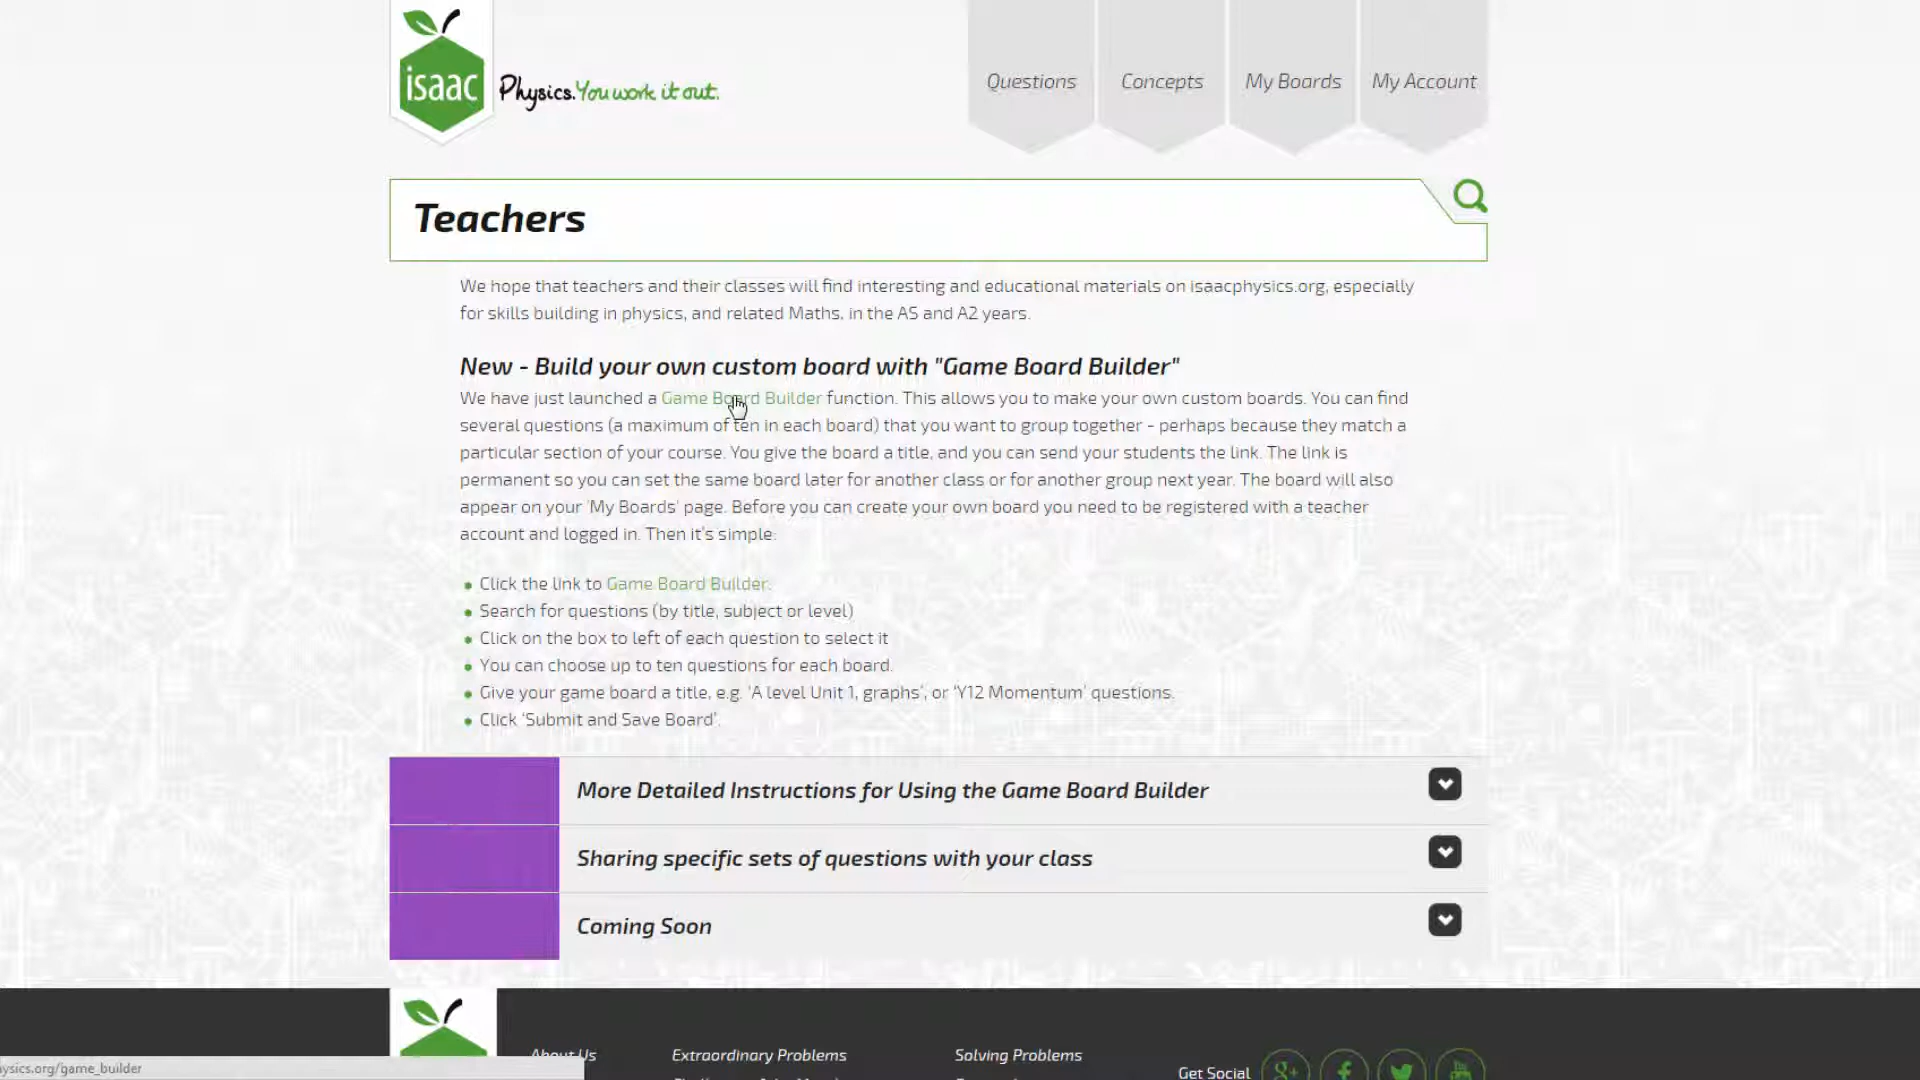 isaac
Physics. You work it out.
Questions
Concepts
My Boards
My Account
Teachers
We hope that teachers and their classes will find interesting and educational materials on isaacphysics.org, especially
for skills building in physics, and related Maths, in the AS and A2 years.
New - Build your own custom board with "Game Board Builder"
We have just launched a Game Board Builder function. This allows you to make your own custom boards. You can find
several questions (a maximum of ten in each board) that you want to group together - perhaps because they match a
particular section of your course. You give the board a title, and you can send your students the link. The link is
permanent so you can set the same board later for another class or for another group next year. The board will also
appear on your 'My Boards' page. Before you can create your own board you need to be registered with a teacher
account and logged in. Then it's simple:
Click the link to Game Board Builder.
Search for questions (by title, subject or level)
Click on the box to left of each question to select it
You can choose up to ten questions for each board.
Give your game board a title, e.g. 'A level Unit 1, graphs', or 'Y12 Momentum' questions.
Click 'Submit and Save Board'.
More Detailed Instructions for Using the Game Board Builder
Sharing specific sets of questions with your class
Coming Soon
About Us
Extraordinary Problems
Solving Problems
Get Social
ysics.org/game_builder